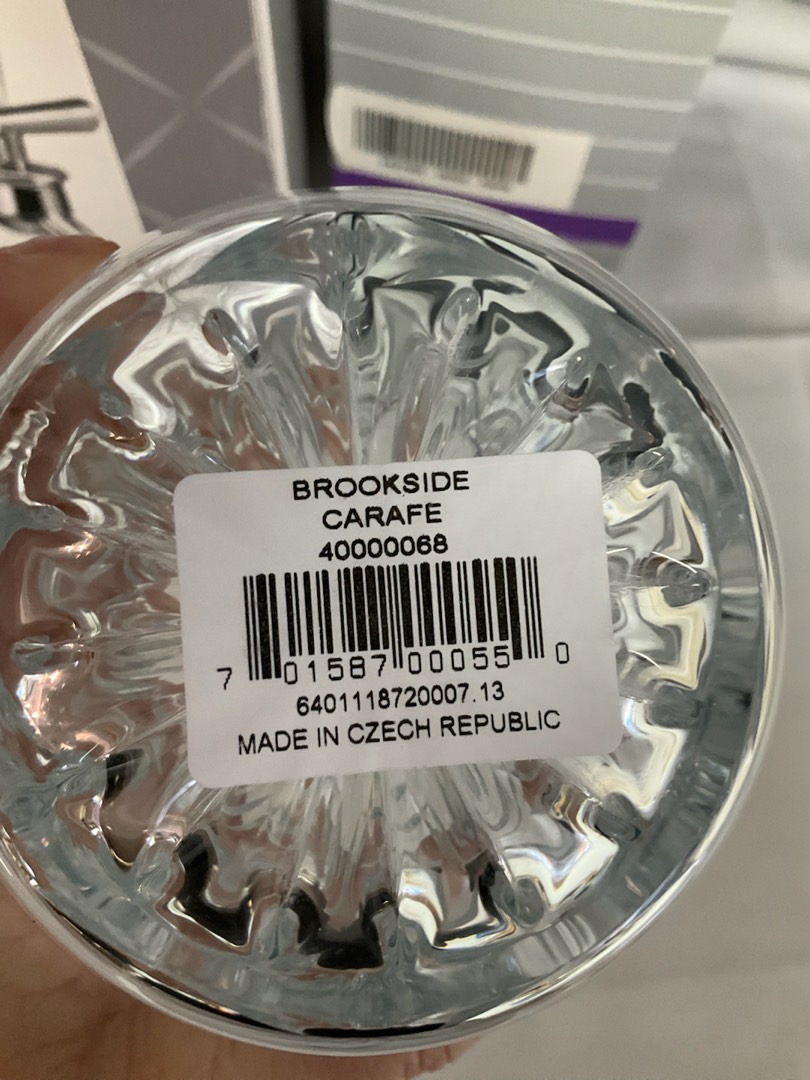 BROOKSIDE
CARAFE
40000068
7 01587 00055 0
6401118720007.13
MADE IN CZECH REPUBLIC